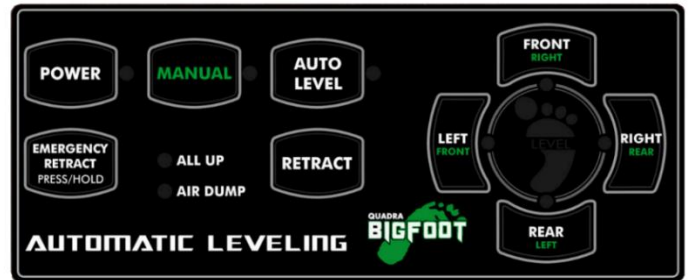 POWER
MANUAL
AUTO
LEVEL
FRONT
RIGHT
EMERGENCY
RETRACT
PRESS/HOLD
ALL UP
AIR DUMP
RETRACT
LEFT
FRONT
LEVEL
RIGHT
REAR
REAR
LEFT
AUTOMATIC LEVELING
QUADRA
BIGFOOT